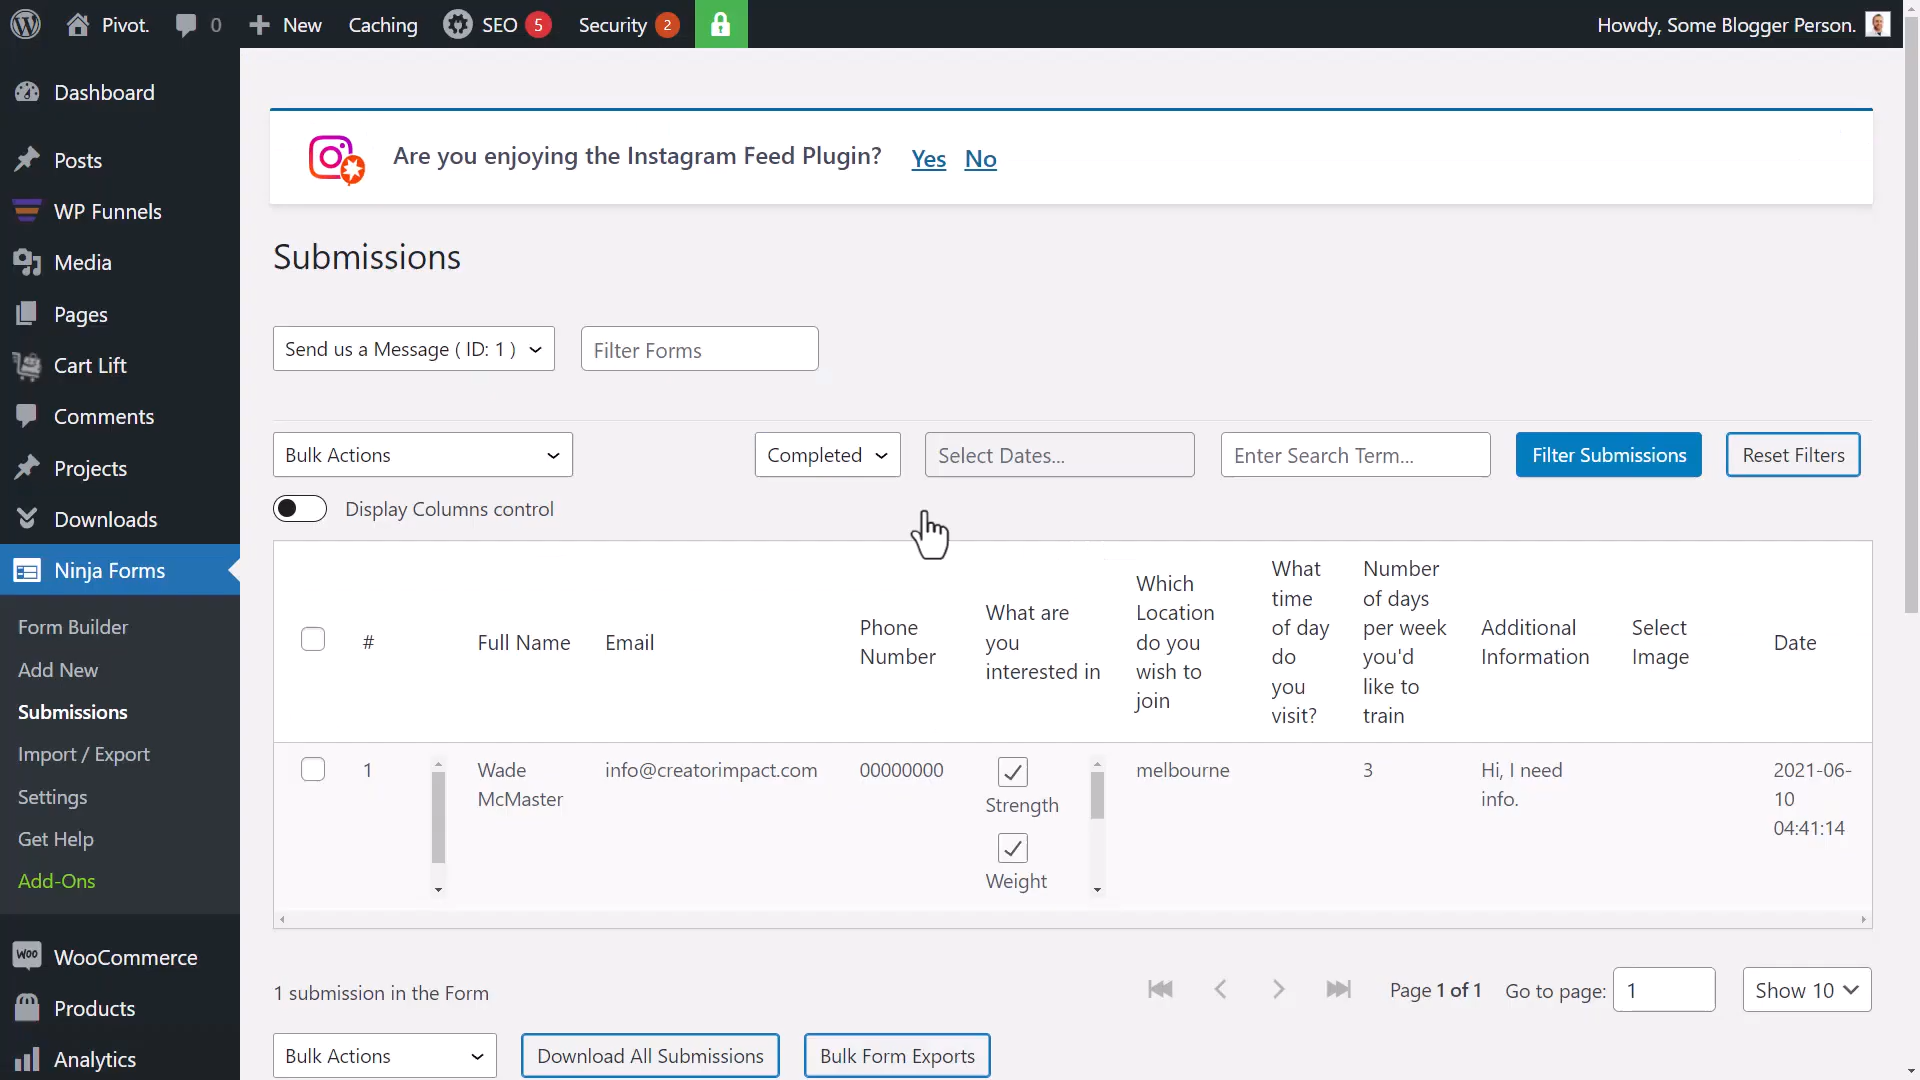 Pivot. 0 New Caching SEO 5 Security 2 Howdy, Some Blogger Person.
Dashboard
Posts
WP Funnels
Media
Pages
Cart Lift
Comments
Projects
Downloads
Ninja Forms
Form Builder
Add New
Submissions
Import / Export
Settings
Get Help
Add-Ons
WooCommerce
Products
Analytics
Are you enjoying the Instagram Feed Plugin? Yes No
Submissions
Send us a Message ( ID: 1 ) Filter Forms
Bulk Actions Completed Select Dates... Enter Search Term... Filter Submissions Reset Filters
Display Columns control
#
Full Name
Email
Phone
Number
What are
you
interested in
Which
Location
do you
wish to
join
What
time
of day
do
you
visit?
Number
of days
per week
you'd
like to
train
Additional
Information
Select
Image
Date
1
Wade
McMaster
info@creatorimpact.com
00000000
Strength
Weight
melbourne
3
Hi, I need
info.
2021-06-
10
04:41:14
1 submission in the Form Page 1 of 1 Go to page: 1 Show 10
Bulk Actions Download All Submissions Bulk Form Exports